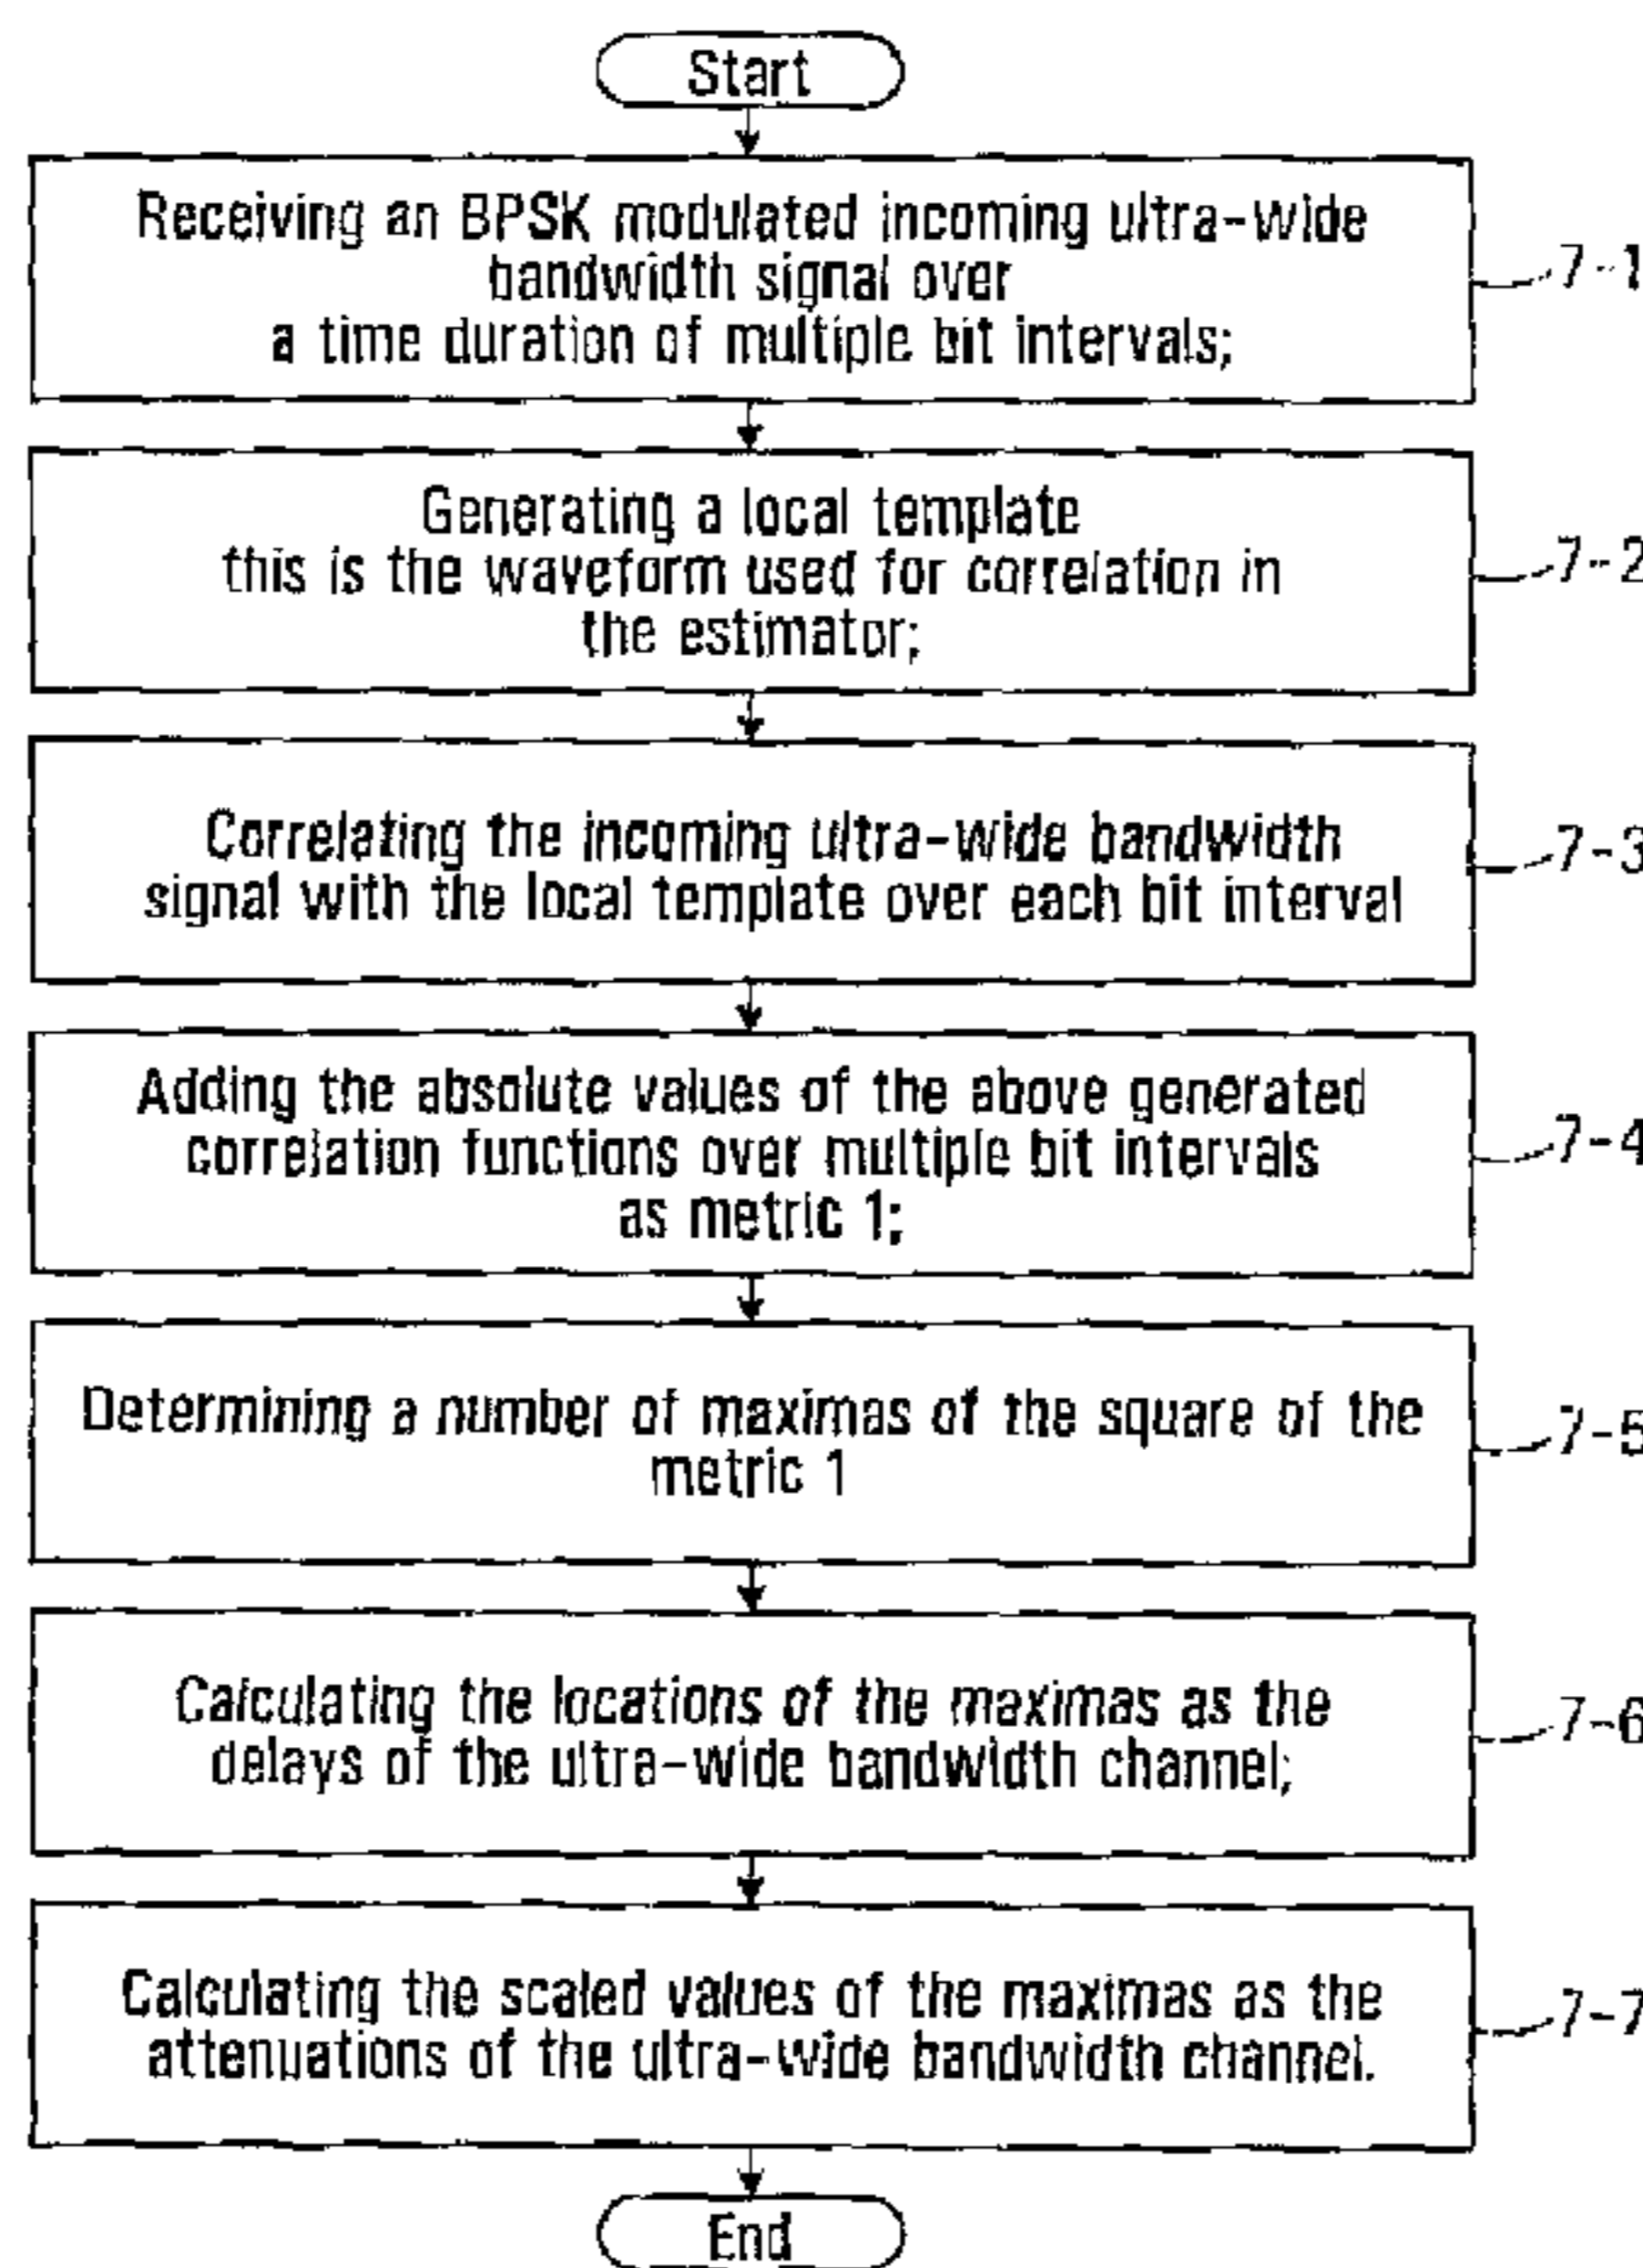 Start
Receiving an BPSK modulated incoming ultra-wide
bandwidth signal over
a time duration of multiple bit intervals;
7-1
Generating a local template
this is the waveform used for correlation in
the estimator;
7-2
Correlating the incoming ultra-wide bandwidth
signal with the local template over each bit interval
7-3
Adding the absolute values of the above generated
correlation functions over multiple bit intervals
as metric 1;
7-4
Determining a number of maximas of the square of the
metric 1
7-5
Calculating the locations of the maximas as the
delays of the ultra-wide bandwidth channel;
7-6
Calculating the scaled values of the maximas as the
attenuations of the ultra-wide bandwidth channel.
7-7
End